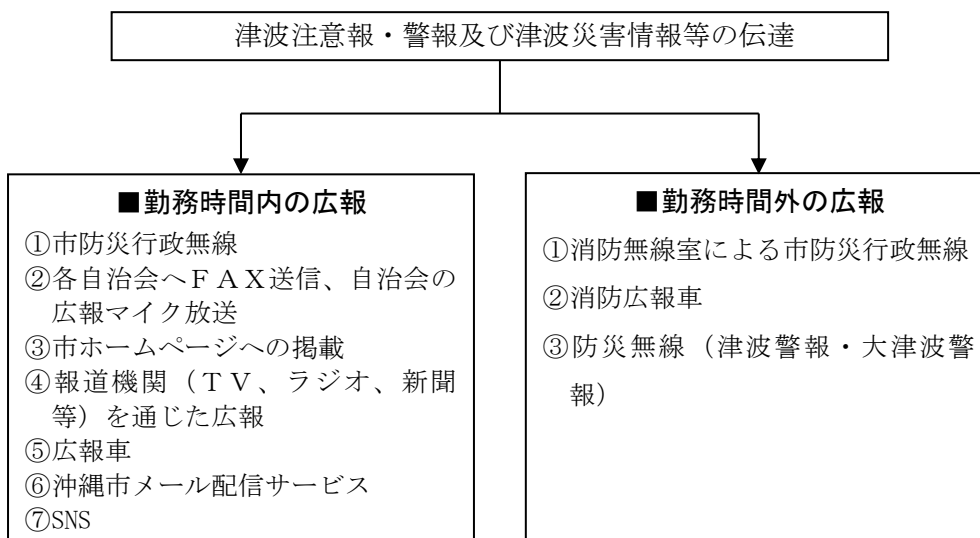 津波注意報・警報及び津波災害情報等の伝達
■勤務時間内の広報
①市防災行政無線
②各自治会へＦＡＸ送信、自治会の
広報マイク放送
③市ホームページへの掲載
④報道機関（ＴＶ、ラジオ、新聞
等）を通じた広報
⑤広報車
⑥沖縄市メール配信サービス
⑦SNS
■勤務時間外の広報
①消防無線室による市防災行政無線
②消防広報車
③防災無線（津波警報・大津波警
報）